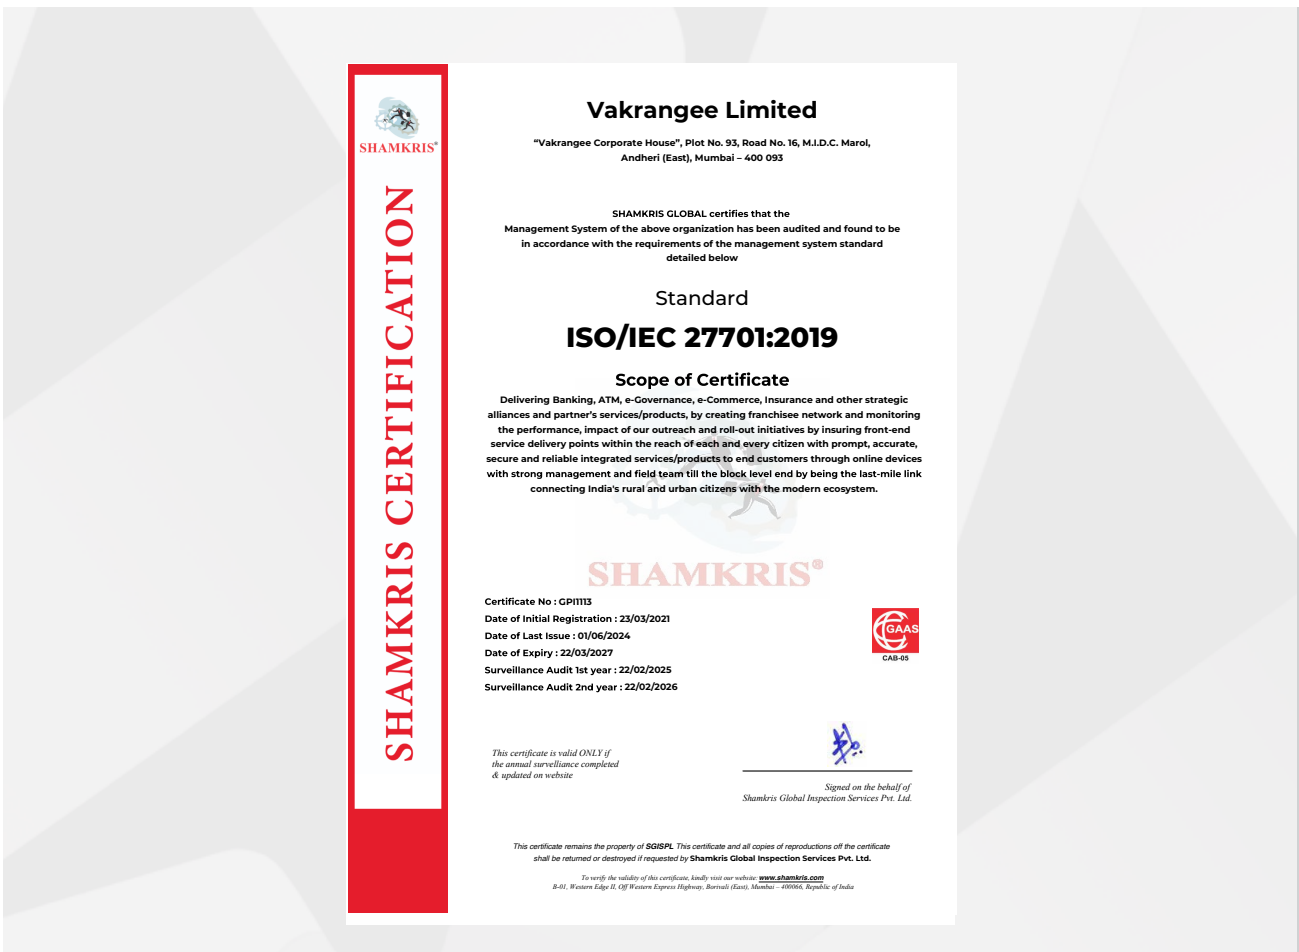 SHAMKRIS®
SHAMKRIS CERTIFICATION
Vakrangee Limited
“Vakrangee Corporate House”, Plot No. 93, Road No. 16, M.I.D.C. Marol,
Andheri (East), Mumbai – 400 093
SHAMKRIS GLOBAL certifies that the
Management System of the above organization has been audited and found to be
in accordance with the requirements of the management system standard
detailed below
Standard
ISO/IEC 27701:2019
Scope of Certificate
Delivering Banking, ATM, e-Governance, e-Commerce, Insurance and other strategic
alliances and partner's services/products, by creating franchisee network and monitoring
the performance, impact of our outreach and roll-out initiatives by insuring front-end
service delivery points within the reach of each and every citizen with prompt, accurate,
secure and reliable integrated services/products to end customers through online devices
with strong management and field team till the block level end by being the last-mile link
connecting India's rural and urban citizens with the modern ecosystem.
SHAMKRIS®
Certificate No : GPI1113
Date of Initial Registration : 23/03/2021
Date of Last Issue : 01/06/2024
Date of Expiry : 22/03/2027
Surveillance Audit 1st year : 22/02/2025
Surveillance Audit 2nd year : 22/02/2026
GAAS
CAB-05
This certificate is valid ONLY if
the annual survelliance completed
& updated on website
Signed on the behalf of
Shamkris Global Inspection Services Pvt. Ltd.
This certificate remains the property of SGISPL This certificate and all copies of reproductions off the certificate
shall be returned or destroyed if requested by Shamkris Global Inspection Services Pvt. Ltd.
To verify the validity of this certificate, kindly visit our website: www.shamkris.com
B-01, Western Edge II, Off Western Express Highway, Borivali (East), Mumbai – 400066, Republic of India